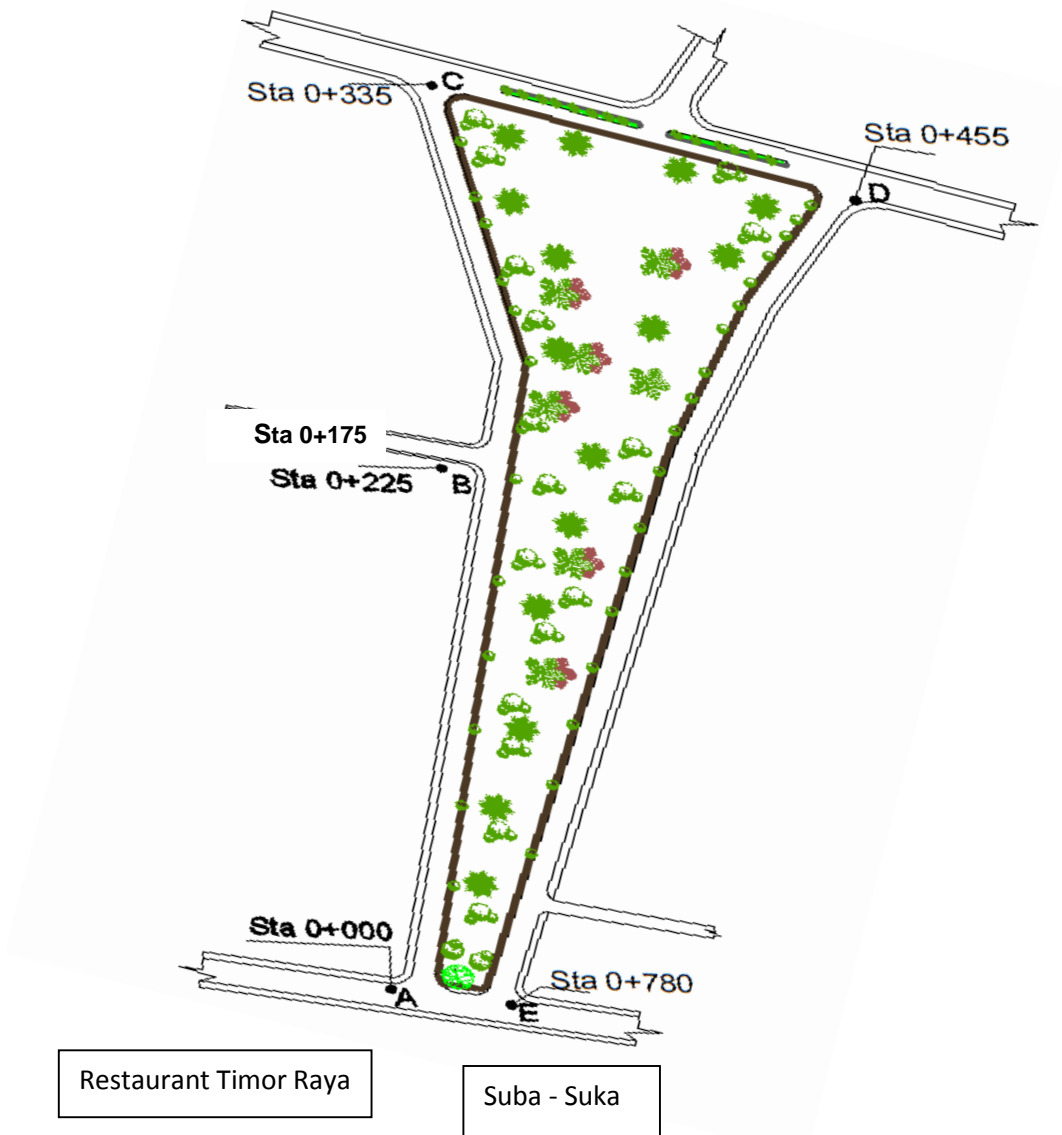 C
Sta 0+335
Sta 0+455
D
Sta 0+175
Sta 0+225
B
Sta 0+000
A
Sta 0+780
E
Restaurant Timor Raya
Suba - Suka